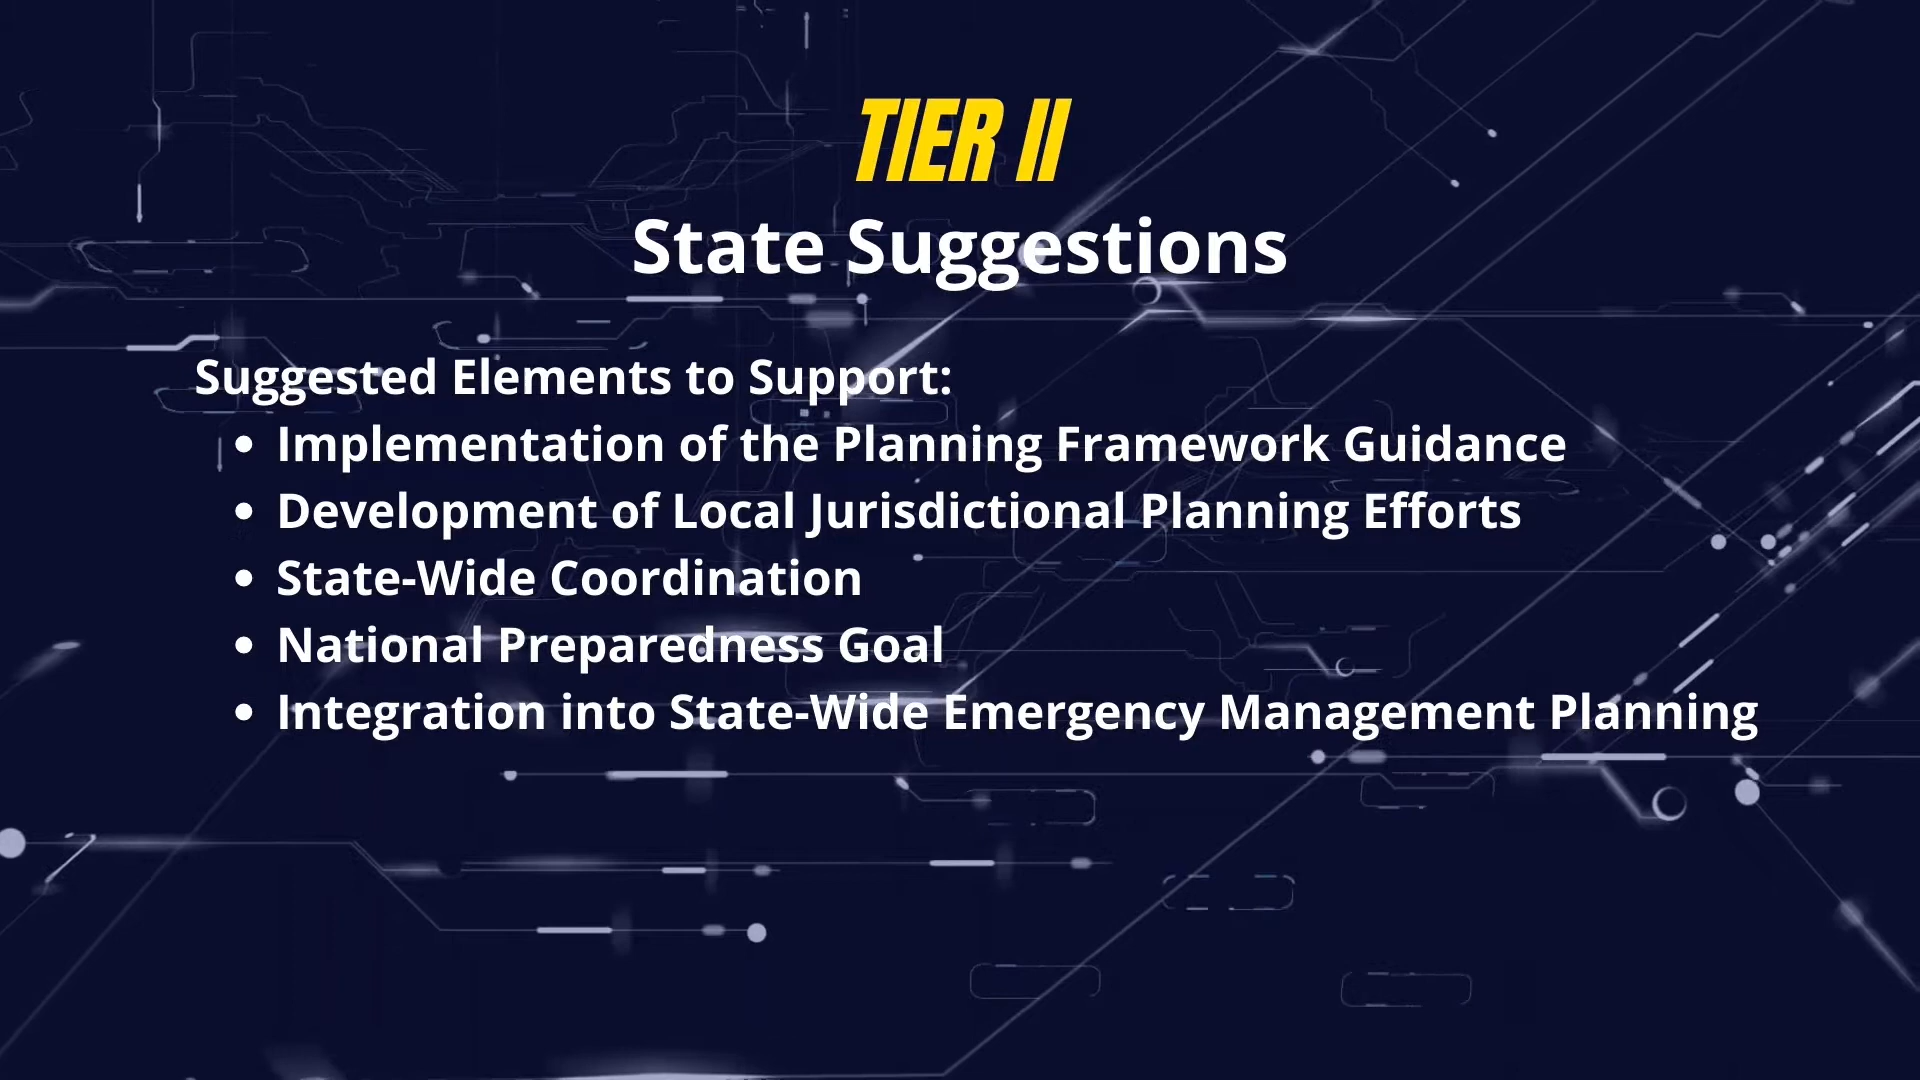 TIER II
State Suggestions
Suggested Elements to Support:
• Implementation of the Planning Framework Guidance
• Development of Local Jurisdictional Planning Efforts
• State-Wide Coordination
• National Preparedness Goal
• Integration into State-Wide Emergency Management Planning